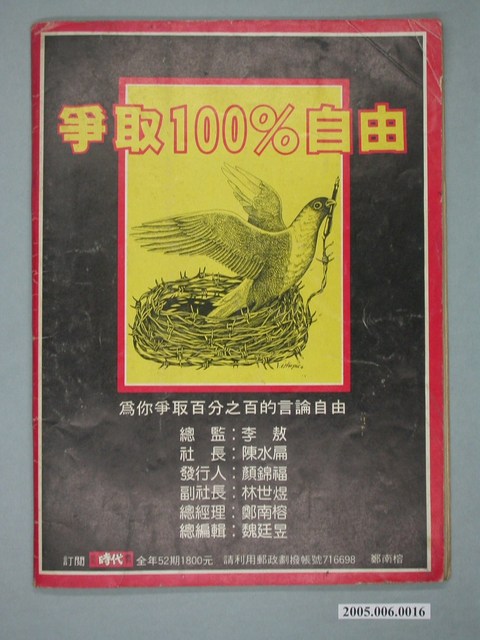 爭取100%自由
為你爭取百分之百的言論自由
總　監：李　敖
社　長：陳水扁
發行人：顏錦福
副社長：林世煜
總經理：鄭南榕
總編輯：魏廷昱
訂閱 時代 全年52期1800元 請利用郵政劃撥帳號716698 鄭南榕
2005.006.0016